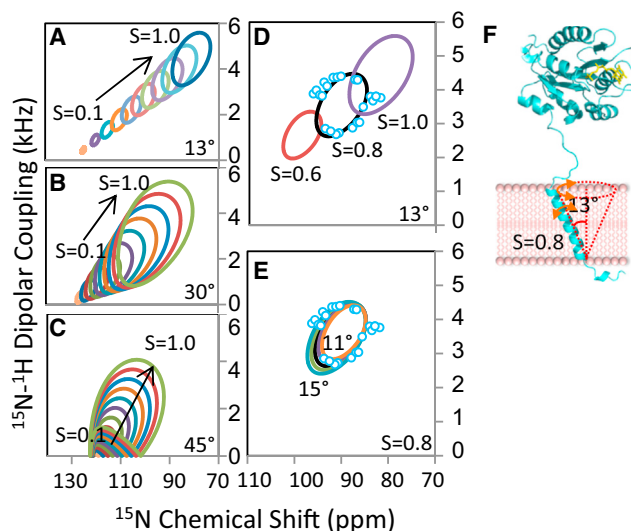 A
S=1.0
S=0.1
13°
6
4
2
0
B
S=1.0
S=0.1
30°
4
2
0
C
S=1.0
S=0.1
45°
6
4
2
0
130 110 90 70
D
S=1.0
S=0.8
S=0.6
13°
6
5
4
3
2
1
0
E
11°
15°
S=0.8
6
5
4
3
2
1
0
110 100 90 80 70
F
13°
S=0.8
¹⁵N-¹H Dipolar Coupling (kHz)
¹⁵N Chemical Shift (ppm)